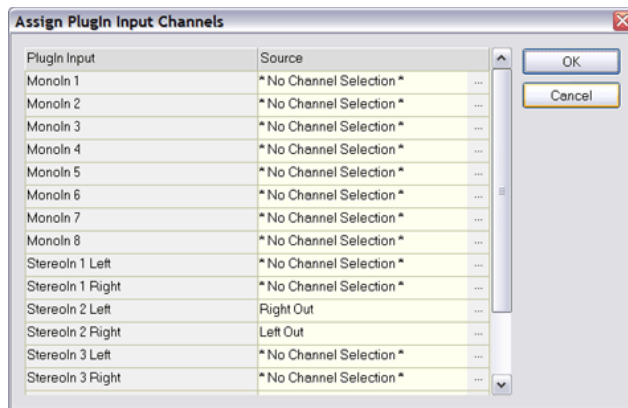 Assign PlugIn Input Channels
PlugIn Input Source
MonoIn 1 * No Channel Selection * ...
MonoIn 2 * No Channel Selection * ...
MonoIn 3 * No Channel Selection * ...
MonoIn 4 * No Channel Selection * ...
MonoIn 5 * No Channel Selection * ...
MonoIn 6 * No Channel Selection * ...
MonoIn 7 * No Channel Selection * ...
MonoIn 8 * No Channel Selection * ...
StereoIn 1 Left * No Channel Selection * ...
StereoIn 1 Right * No Channel Selection * ...
StereoIn 2 Left Right Out ...
StereoIn 2 Right Left Out ...
StereoIn 3 Left * No Channel Selection * ...
StereoIn 3 Right * No Channel Selection * ...
OK
Cancel